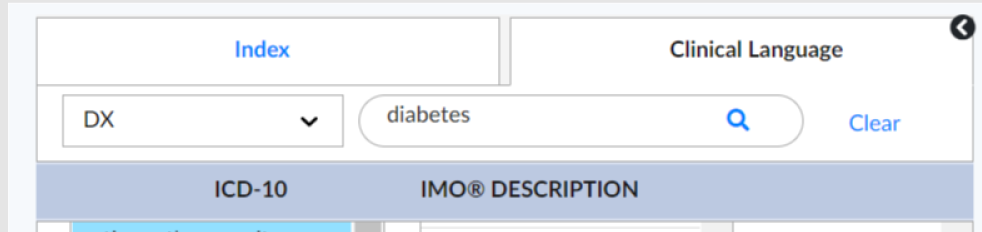 Index Clinical Language
DX diabetes Clear
ICD-10 IMO® DESCRIPTION